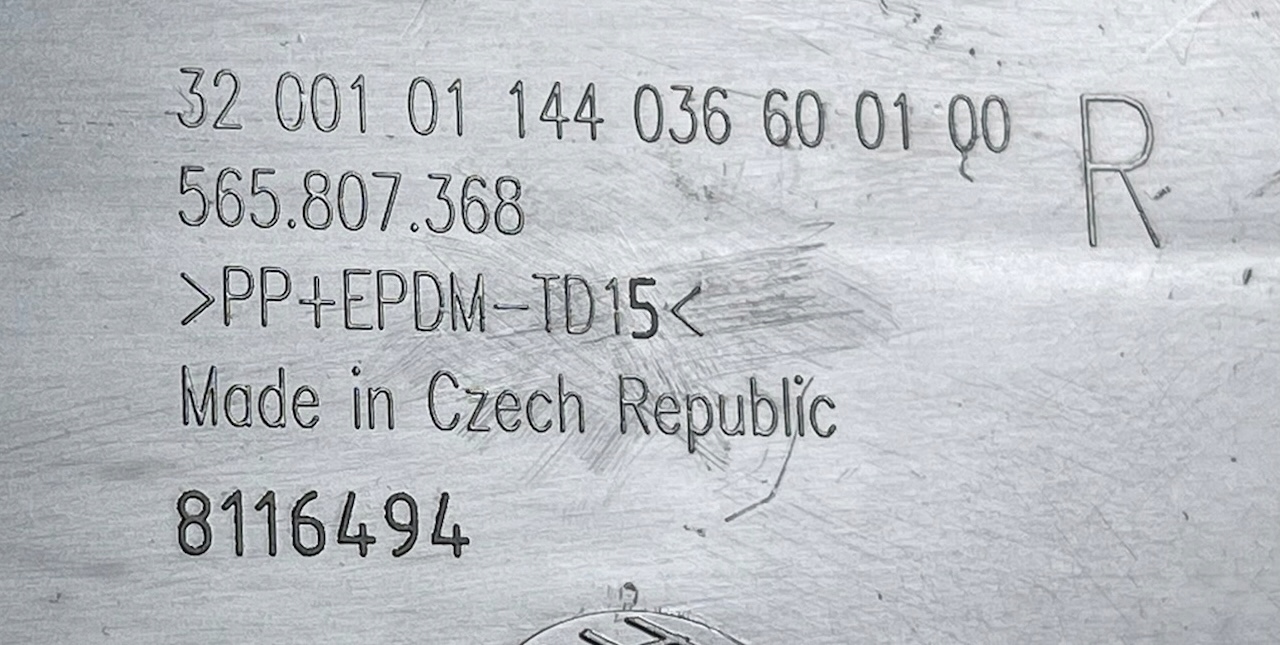 32 001 01 144 036 60 01 00 R
565.807.368
>PP+EPDM-TD15<
Made in Czech Republic
8116494